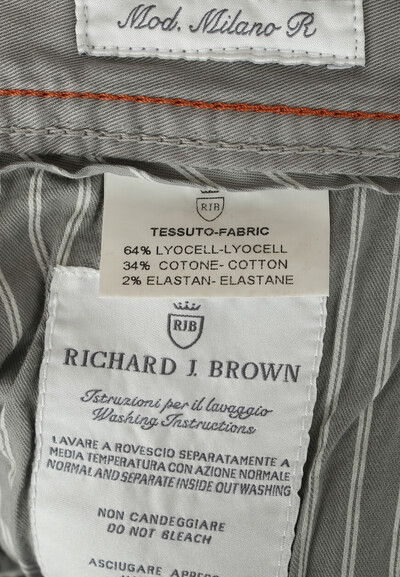 Mod. Milano R
RJB
TESSUTO-FABRIC
64% LYOCELL-LYOCELL
34% COTONE- COTTON
2% ELASTAN- ELASTANE
RJB
RICHARD J. BROWN
Istruzioni per il lavaggio
Washing Instructions
LAVARE A ROVESCIO SEPARATAMENTE A
MEDIA TEMPERATURA CON AZIONE NORMALE
NORMAL AND SEPARATE INSIDE OUT WASHING
NON CANDEGGIARE
DO NOT BLEACH
ASCIUGARE